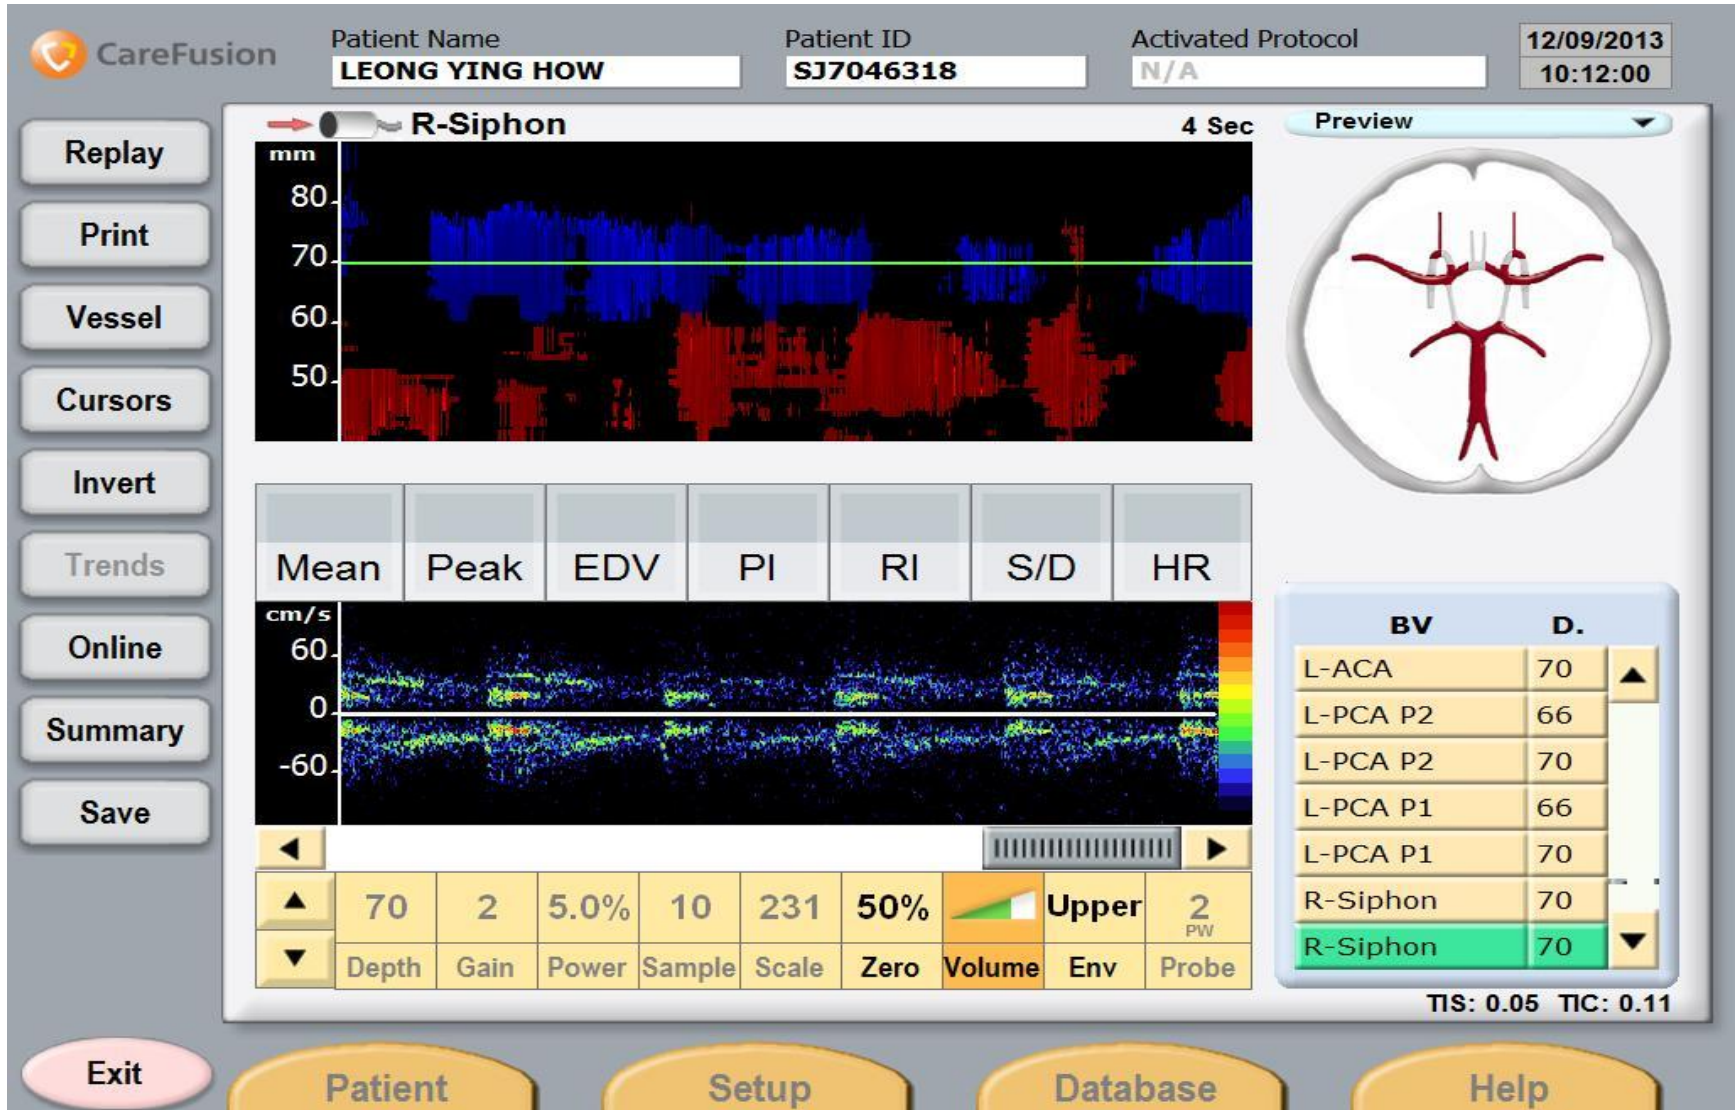 CareFusion
Patient Name
LEONG YING HOW
Patient ID
SJ7046318
Activated Protocol
N/A
12/09/2013
10:12:00
Replay
Print
Vessel
Cursors
Invert
Trends
Online
Summary
Save
Exit
R-Siphon
4 Sec
mm
80
70
60
50
Mean Peak EDV PI RI S/D HR
cm/s
60
0
-60
70 2 5.0% 10 231 50% Upper 2
PW
Depth Gain Power Sample Scale Zero Volume Env Probe
Preview
BV D.
L-ACA 70
L-PCA P2 66
L-PCA P2 70
L-PCA P1 66
L-PCA P1 70
R-Siphon 70
R-Siphon 70
TIS: 0.05 TIC: 0.11
Patient Setup Database Help